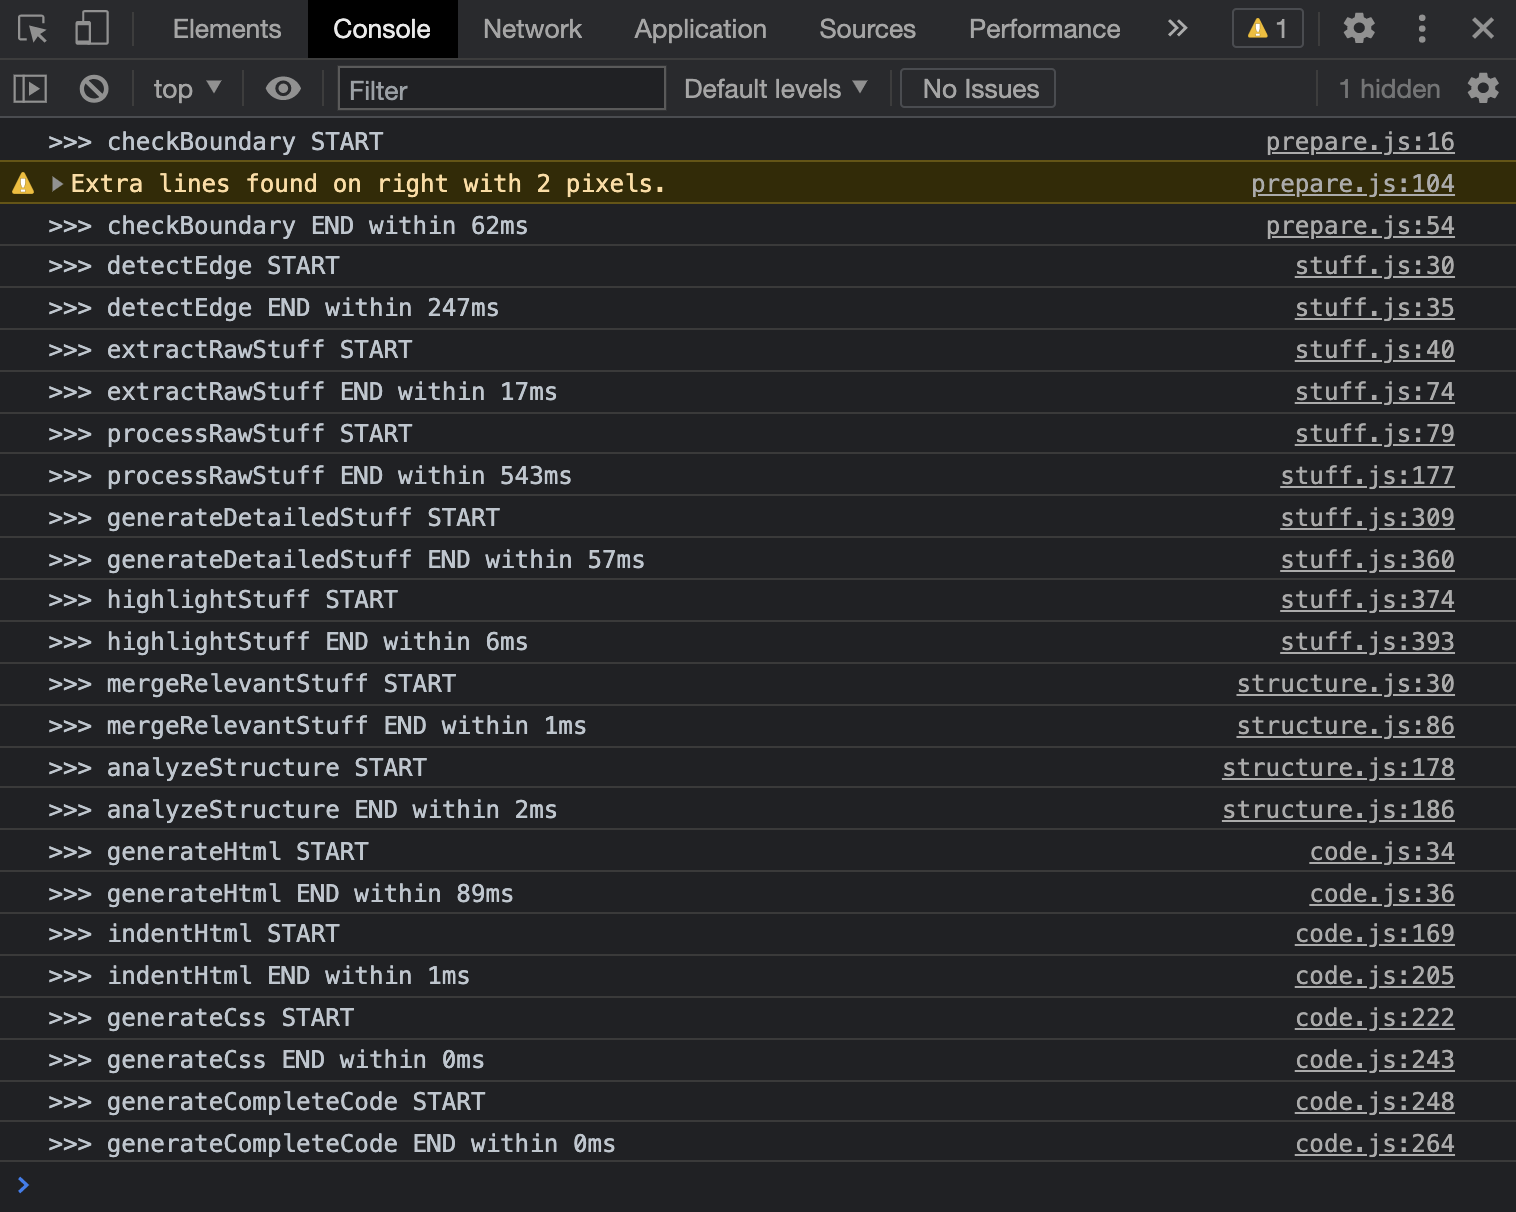 Elements Console Network Application Sources Performance 1
top Filter Default levels No Issues 1 hidden
>>> checkBoundary START prepare.js:16
Extra lines found on right with 2 pixels. prepare.js:104
>>> checkBoundary END within 62ms prepare.js:54
>>> detectEdge START stuff.js:30
>>> detectEdge END within 247ms stuff.js:35
>>> extractRawStuff START stuff.js:40
>>> extractRawStuff END within 17ms stuff.js:74
>>> processRawStuff START stuff.js:79
>>> processRawStuff END within 543ms stuff.js:177
>>> generateDetailedStuff START stuff.js:309
>>> generateDetailedStuff END within 57ms stuff.js:360
>>> highlightStuff START stuff.js:374
>>> highlightStuff END within 6ms stuff.js:393
>>> mergeRelevantStuff START structure.js:30
>>> mergeRelevantStuff END within 1ms structure.js:86
>>> analyzeStructure START structure.js:178
>>> analyzeStructure END within 2ms structure.js:186
>>> generateHtml START code.js:34
>>> generateHtml END within 89ms code.js:36
>>> indentHtml START code.js:169
>>> indentHtml END within 1ms code.js:205
>>> generateCss START code.js:222
>>> generateCss END within 0ms code.js:243
>>> generateCompleteCode START code.js:248
>>> generateCompleteCode END within 0ms code.js:264